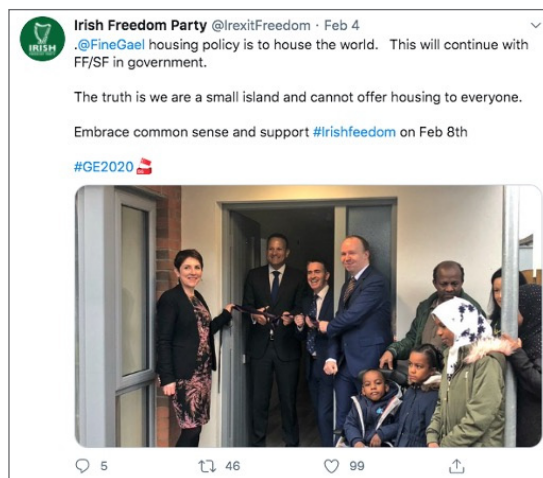 Irish Freedom Party @IrexitFreedom · Feb 4
IRISH
.@FineGael housing policy is to house the world. This will continue with
FF/SF in government.
The truth is we are a small island and cannot offer housing to everyone.
Embrace common sense and support #Irishfeedom on Feb 8th
#GE2020
5 46 99